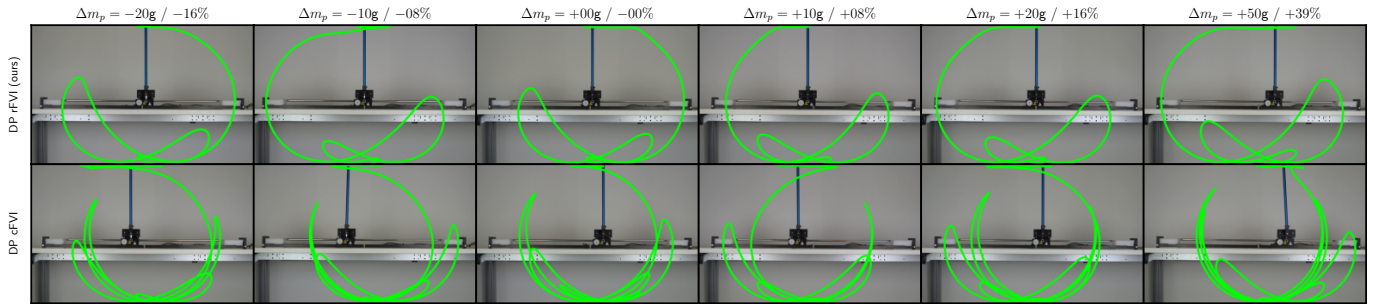 Δm_p = −20g / −16%
Δm_p = −10g / −08%
Δm_p = +00g / −00%
Δm_p = +10g / +08%
Δm_p = +20g / +16%
Δm_p = +50g / +39%
DP rFVI (ours)
DP cFVI